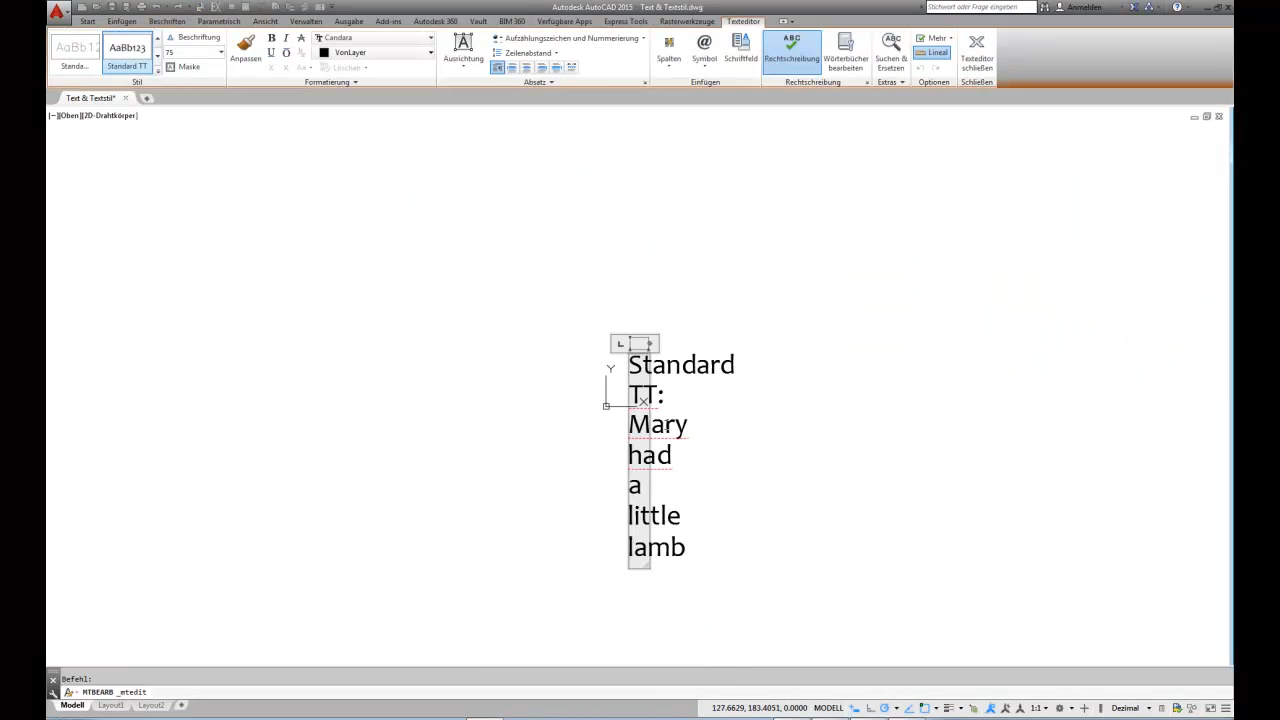 Autodesk AutoCAD 2015 Text & Textstil.dwg
Stichwort oder Frage eingeben
Anmelden
Start Einfügen Beschriften Parametrisch Ansicht Verwalten Ausgabe Add-ins Autodesk 360 Vault BIM 360 Verfügbare Apps Express Tools Rasterwerkzeuge Texteditor
AaBb12 AaBb123
Standa... Standard TT
Beschriftung
75
Maske
Stil
Anpassen
B I A Candara
U O VonLayer
Löschen
Formatierung
Ausrichtung
Aufzählungszeichen und Nummerierung
Zeilenabstand
Absatz
Spalten Symbol Schriftfeld
Einfügen
ABC
Rechtschreibung
Wörterbücher bearbeiten
Rechtschreibung
Suchen & Ersetzen
Extras
Mehr
Lineal
Optionen
Texteditor schließen
Schließen
Text & Textstil*
[−][Oben][2D-Drahtkörper]
Y
X
Standard
TT:
Mary
had
a
little
lamb
Befehl:
MTBEARB _mtedit
Modell Layout1 Layout2
127.6629, 183.4051, 0.0000 MODELL 1:1 Dezimal